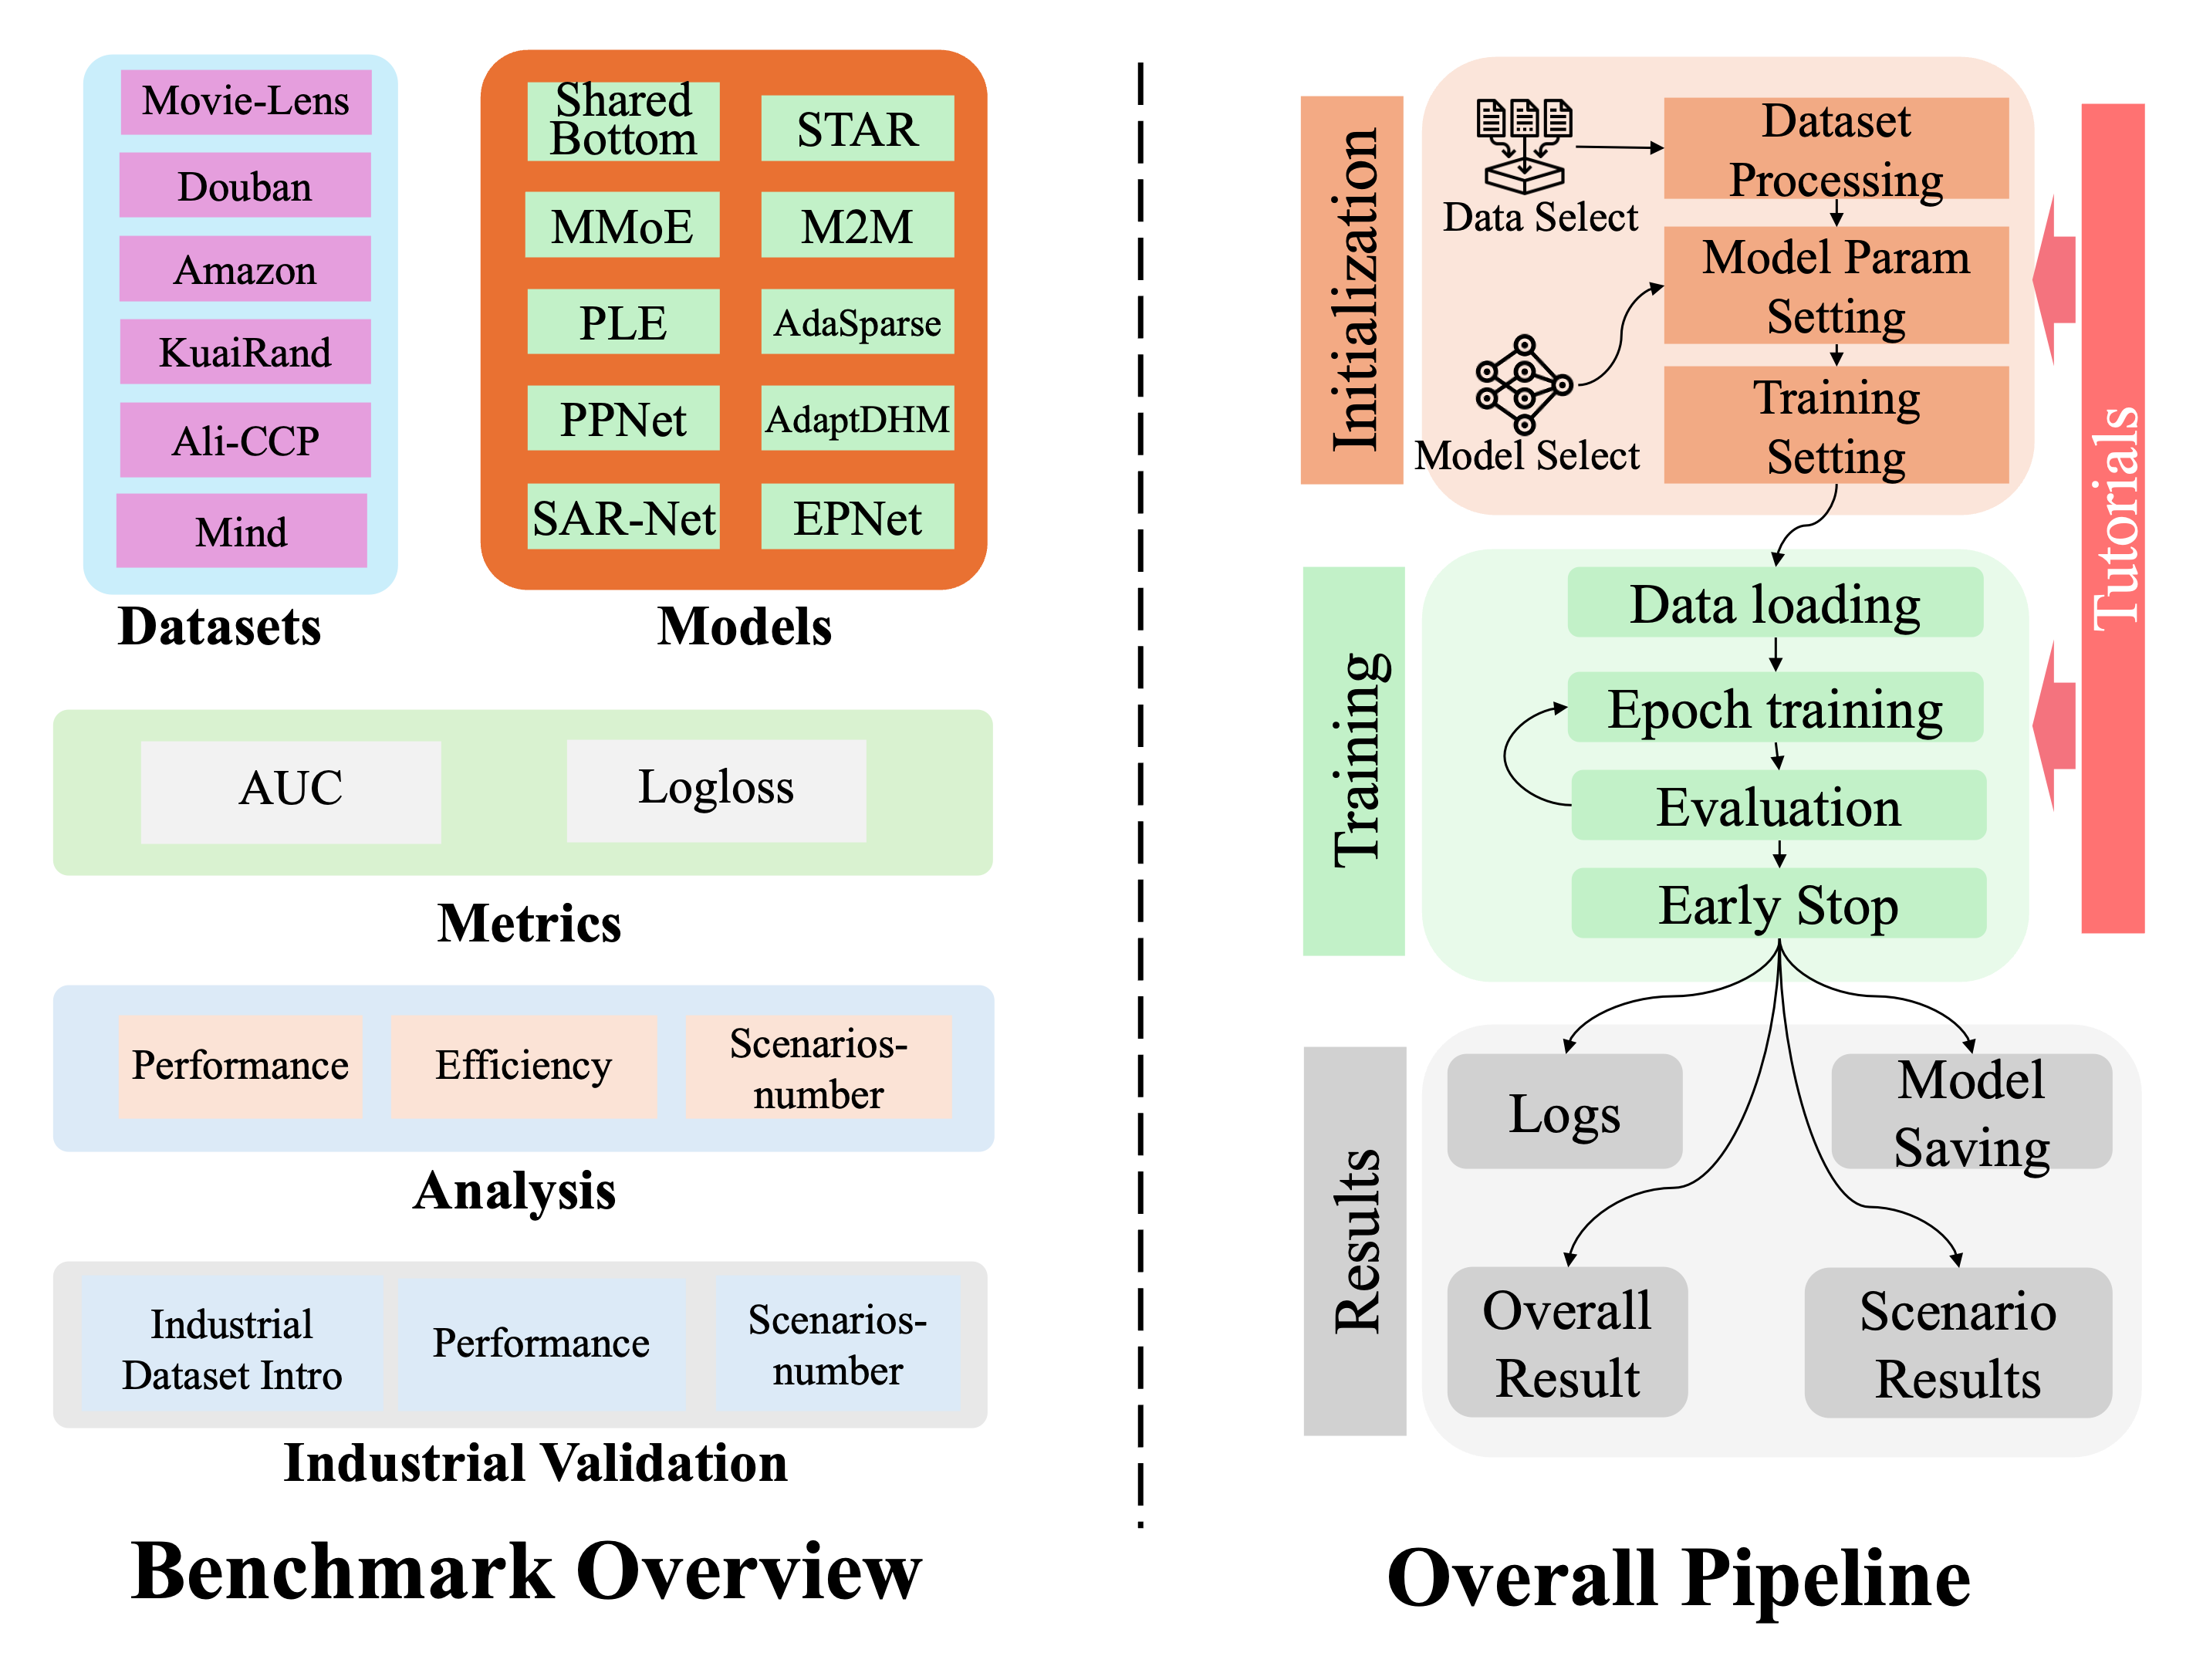 Movie-Lens
Douban
Amazon
KuaiRand
Ali-CCP
Mind
Datasets
Shared
Bottom
STAR
MMoE
M2M
PLE
AdaSparse
PPNet
AdaptDHM
SAR-Net
EPNet
Models
AUC
Logloss
Metrics
Performance
Efficiency
Scenarios-
number
Analysis
Industrial
Dataset Intro
Performance
Scenarios-
number
Industrial Validation
Benchmark Overview
Initialization
Data Select
Model Select
Dataset
Processing
Model Param
Setting
Training
Setting
Tutorials
Training
Data loading
Epoch training
Evaluation
Early Stop
Results
Logs
Model
Saving
Overall
Result
Scenario
Results
Overall Pipeline